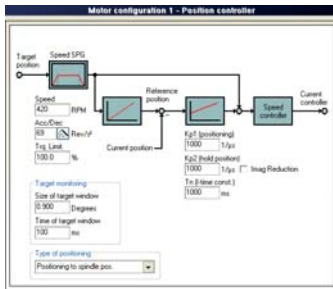 Motor configuration 1 - Position controller
Target position
Speed SPG
Speed
420 RPM
Acc/Dec
69 Rev/s²
Trq. Limit
100.0 %
Reference position
Current position
Kp1 (positioning)
1000 1/µs
Kp2 (hold position)
1000 1/µs
Imag Reduction
Tn (I-time const.)
1000 ms
Speed controller
Current controller
Target monitoring
Size of target window
0.900 Degrees
Time of target window
100 ms
Type of positioning
Positioning to spindle pos.